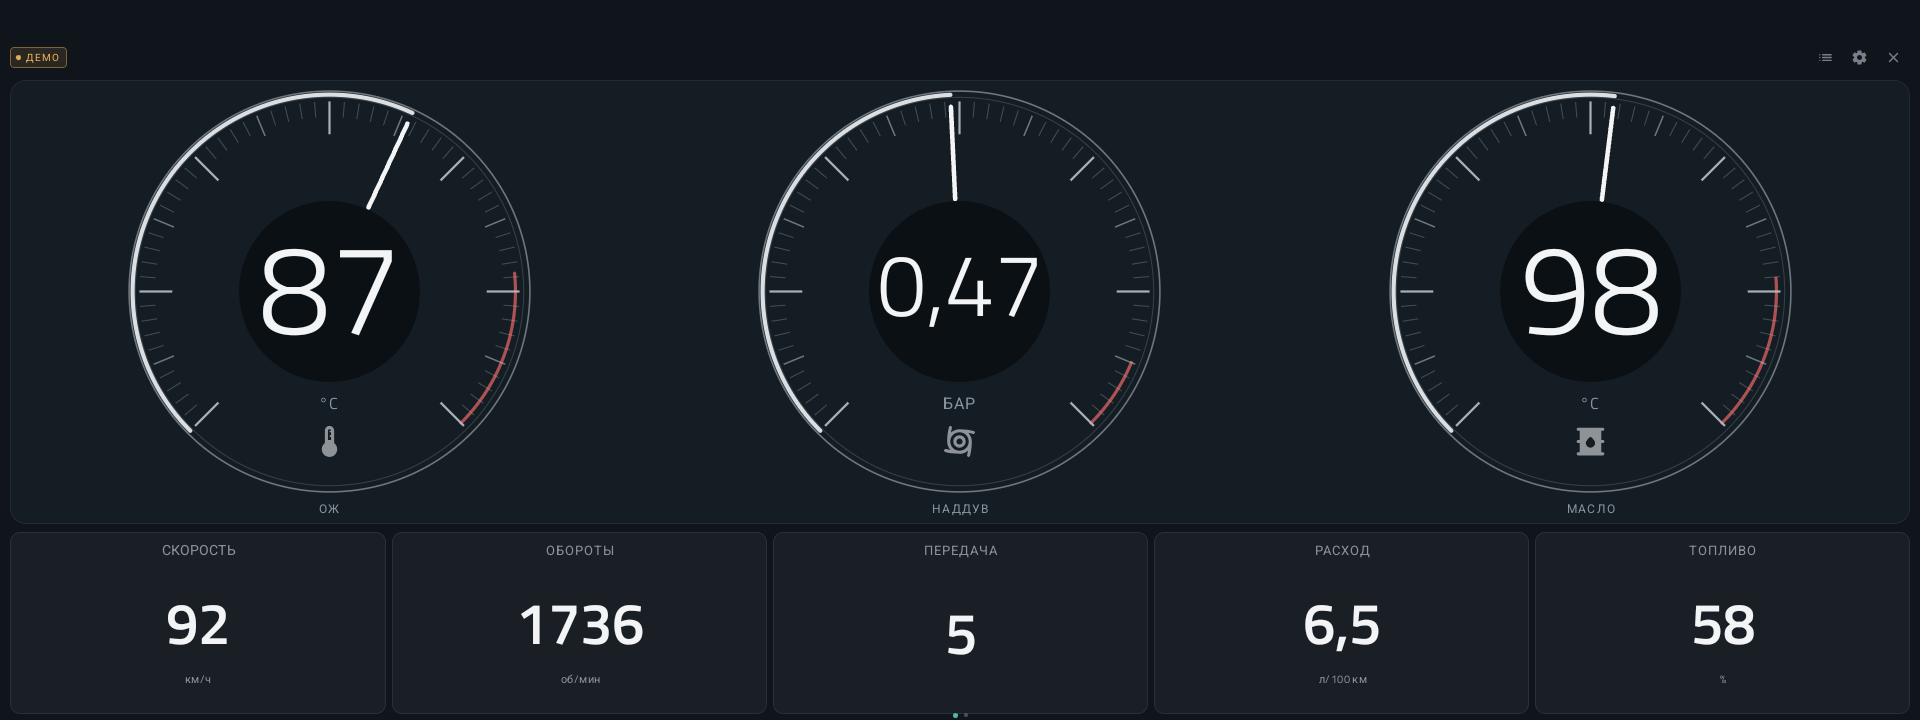 ДЕМО
87
°C
ОЖ
0,47
БАР
НАДДУВ
98
°C
МАСЛО
СКОРОСТЬ
92
км/ч
ОБОРОТЫ
1736
об/мин
ПЕРЕДАЧА
5
РАСХОД
6,5
л/100км
ТОПЛИВО
58
%